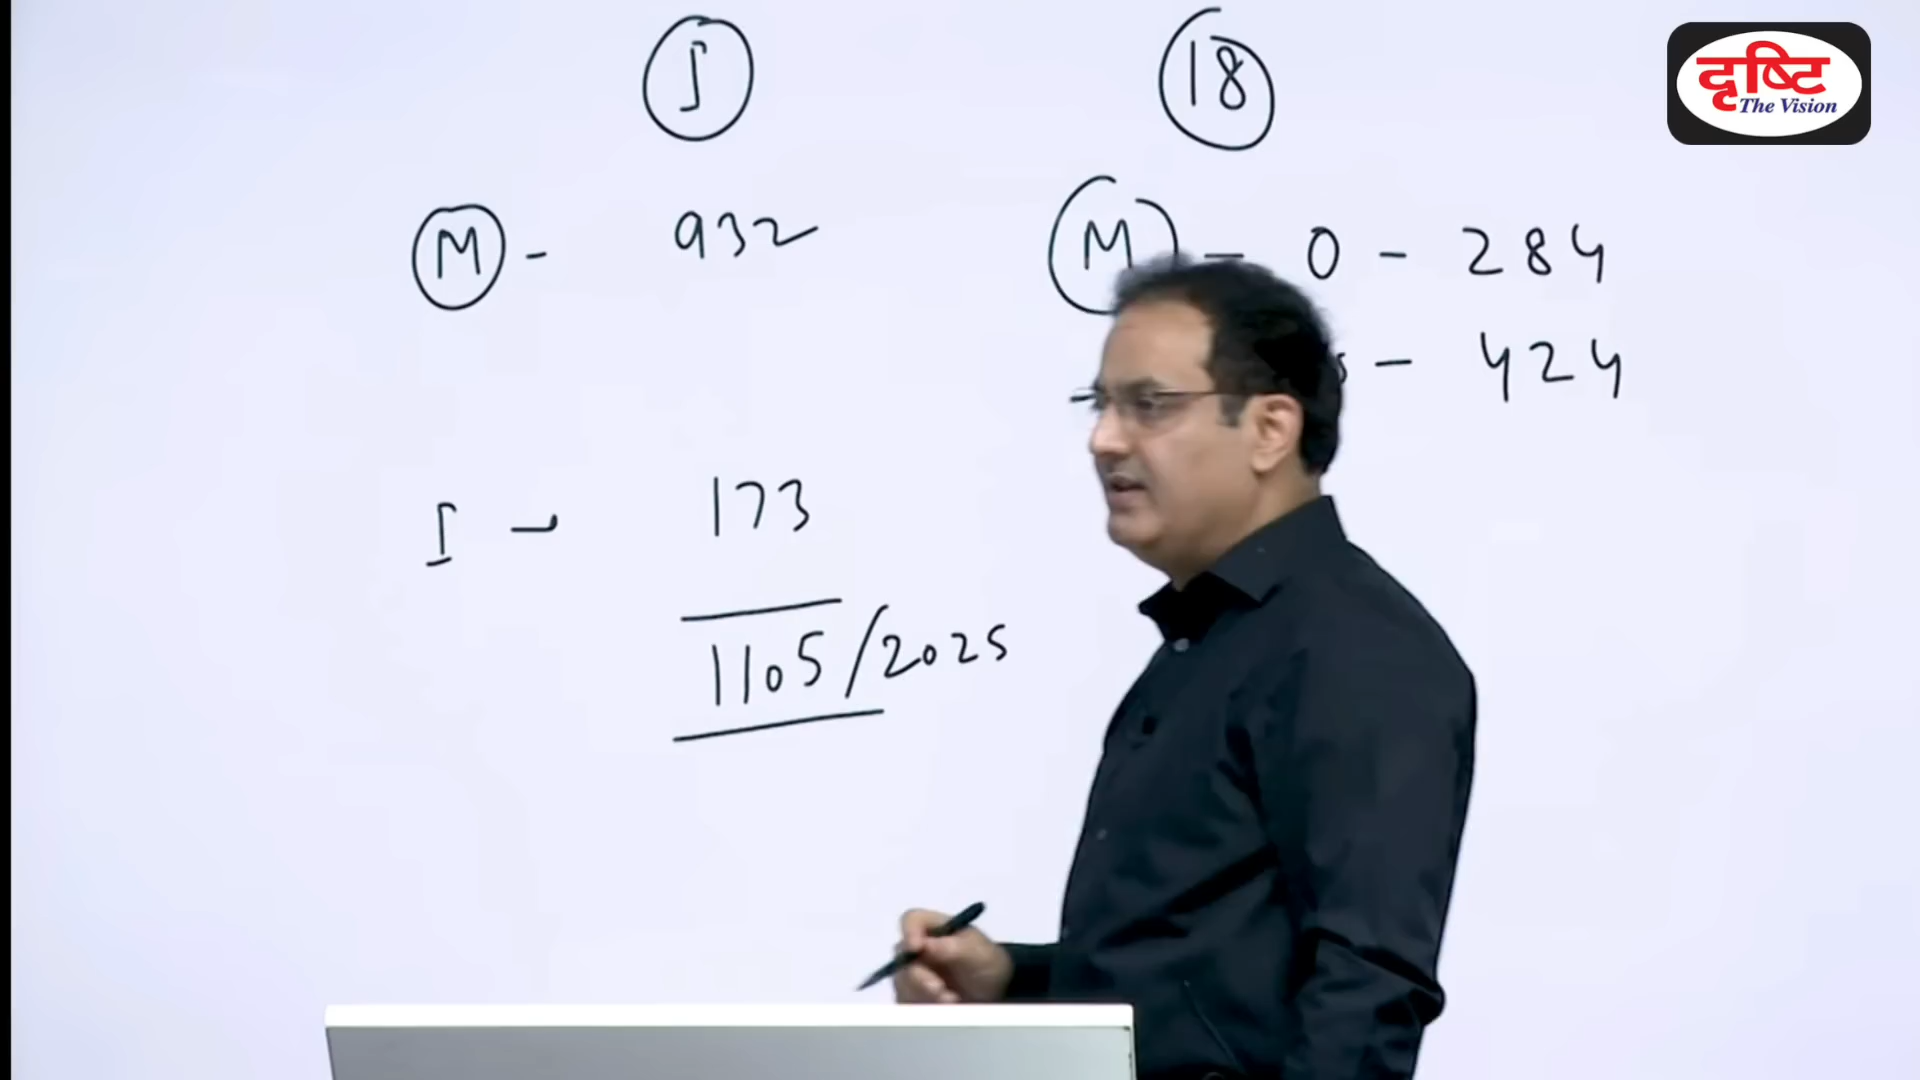 I 18
दृष्टि
The Vision
M - 932
M - 0 - 284
- 424
I - 173
1105/2025